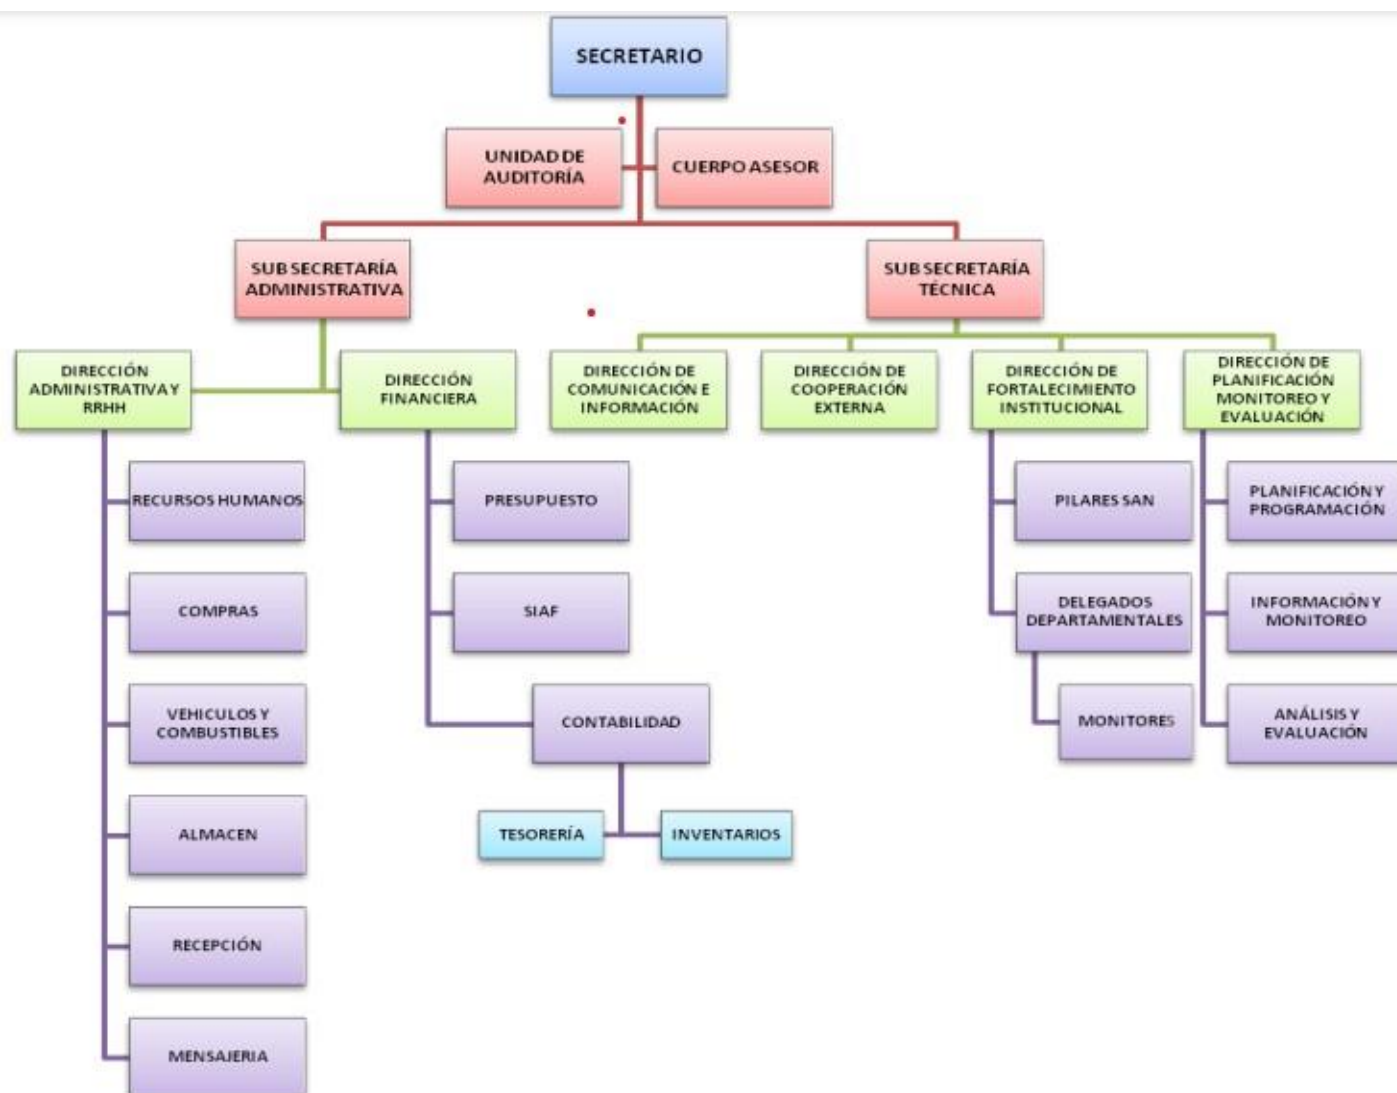 SECRETARIO
UNIDAD DE
AUDITORÍA
CUERPO ASESOR
SUB SECRETARÍA
ADMINISTRATIVA
SUB SECRETARÍA
TÉCNICA
DIRECCIÓN
ADMINISTRATIVA Y
RRHH
DIRECCIÓN
FINANCIERA
DIRECCIÓN DE
COMUNICACIÓN E
INFORMACIÓN
DIRECCIÓN DE
COOPERACIÓN
EXTERNA
DIRECCIÓN DE
FORTALECIMIENTO
INSTITUCIONAL
DIRECCIÓN DE
PLANIFICACIÓN
MONITOREO Y
EVALUACIÓN
RECURSOS HUMANOS
COMPRAS
VEHICULOS Y
COMBUSTIBLES
ALMACEN
RECEPCIÓN
MENSAJERIA
PRESUPUESTO
SIAF
CONTABILIDAD
TESORERÍA
INVENTARIOS
PILARES SAN
DELEGADOS
DEPARTAMENTALES
MONITORES
PLANIFICACIÓN Y
PROGRAMACIÓN
INFORMACIÓN Y
MONITOREO
ANÁLISIS Y
EVALUACIÓN